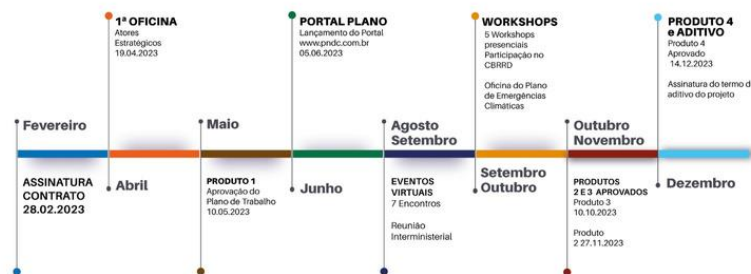 1ª OFICINA
Atores
Estratégicos
19.04.2023
PORTAL PLANO
Lançamento do Portal
www.pndc.com.br
05.06.2023
WORKSHOPS
5 Workshops
presenciais
Participação no
CBRRD
Oficina do Plano
de Emergências
Climáticas
PRODUTO 4
e ADITIVO
Produto 4
Aprovado
14.12.2023
Assinatura do termo d
aditivo do projeto
Fevereiro
Maio
Agosto
Setembro
Outubro
Novembro
ASSINATURA
CONTRATO
28.02.2023
Abril
PRODUTO 1
Aprovação do
Plano de Trabalho
10.05.2023
Junho
EVENTOS
VIRTUAIS
7 Encontros
Reunião
Interministerial
Setembro
Outubro
PRODUTOS
2 E 3 APROVADOS
Produto 3
10.10.2023
Produto
2 27.11.2023
Dezembro